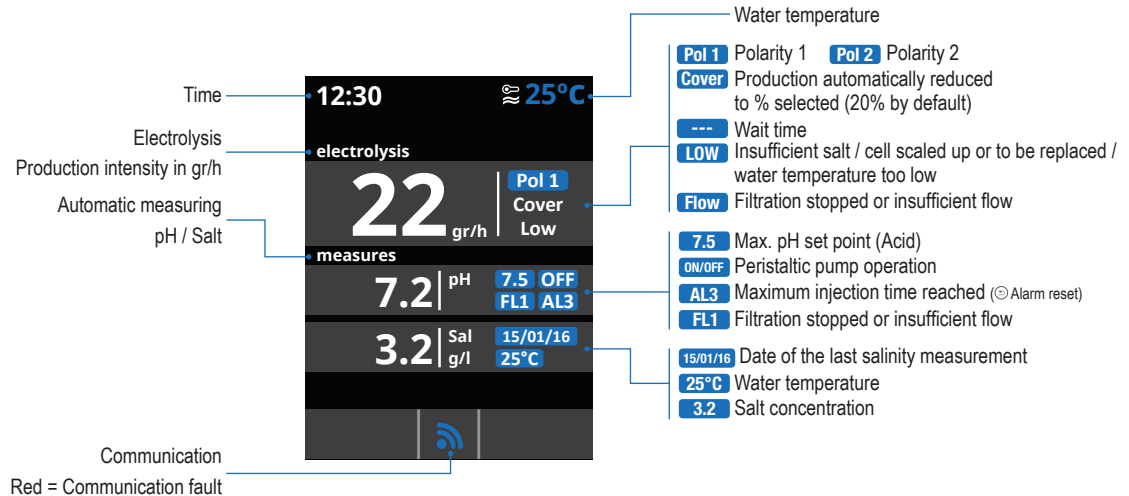 Time
Electrolysis
Production intensity in gr/h
Automatic measuring
pH / Salt
Communication
Red = Communication fault
12:30
25°C
electrolysis
22 gr/h
Pol 1
Cover
Low
measures
7.2 pH 7.5 OFF
FL1 AL3
3.2 Sal 15/01/16
g/l 25°C
Water temperature
Pol 1 Polarity 1 Pol 2 Polarity 2
Cover Production automatically reduced
to % selected (20% by default)
--- Wait time
LOW Insufficient salt / cell scaled up or to be replaced /
water temperature too low
Flow Filtration stopped or insufficient flow
7.5 Max. pH set point (Acid)
ON/OFF Peristaltic pump operation
AL3 Maximum injection time reached (⊝ Alarm reset)
FL1 Filtration stopped or insufficient flow
15/01/16 Date of the last salinity measurement
25°C Water temperature
3.2 Salt concentration